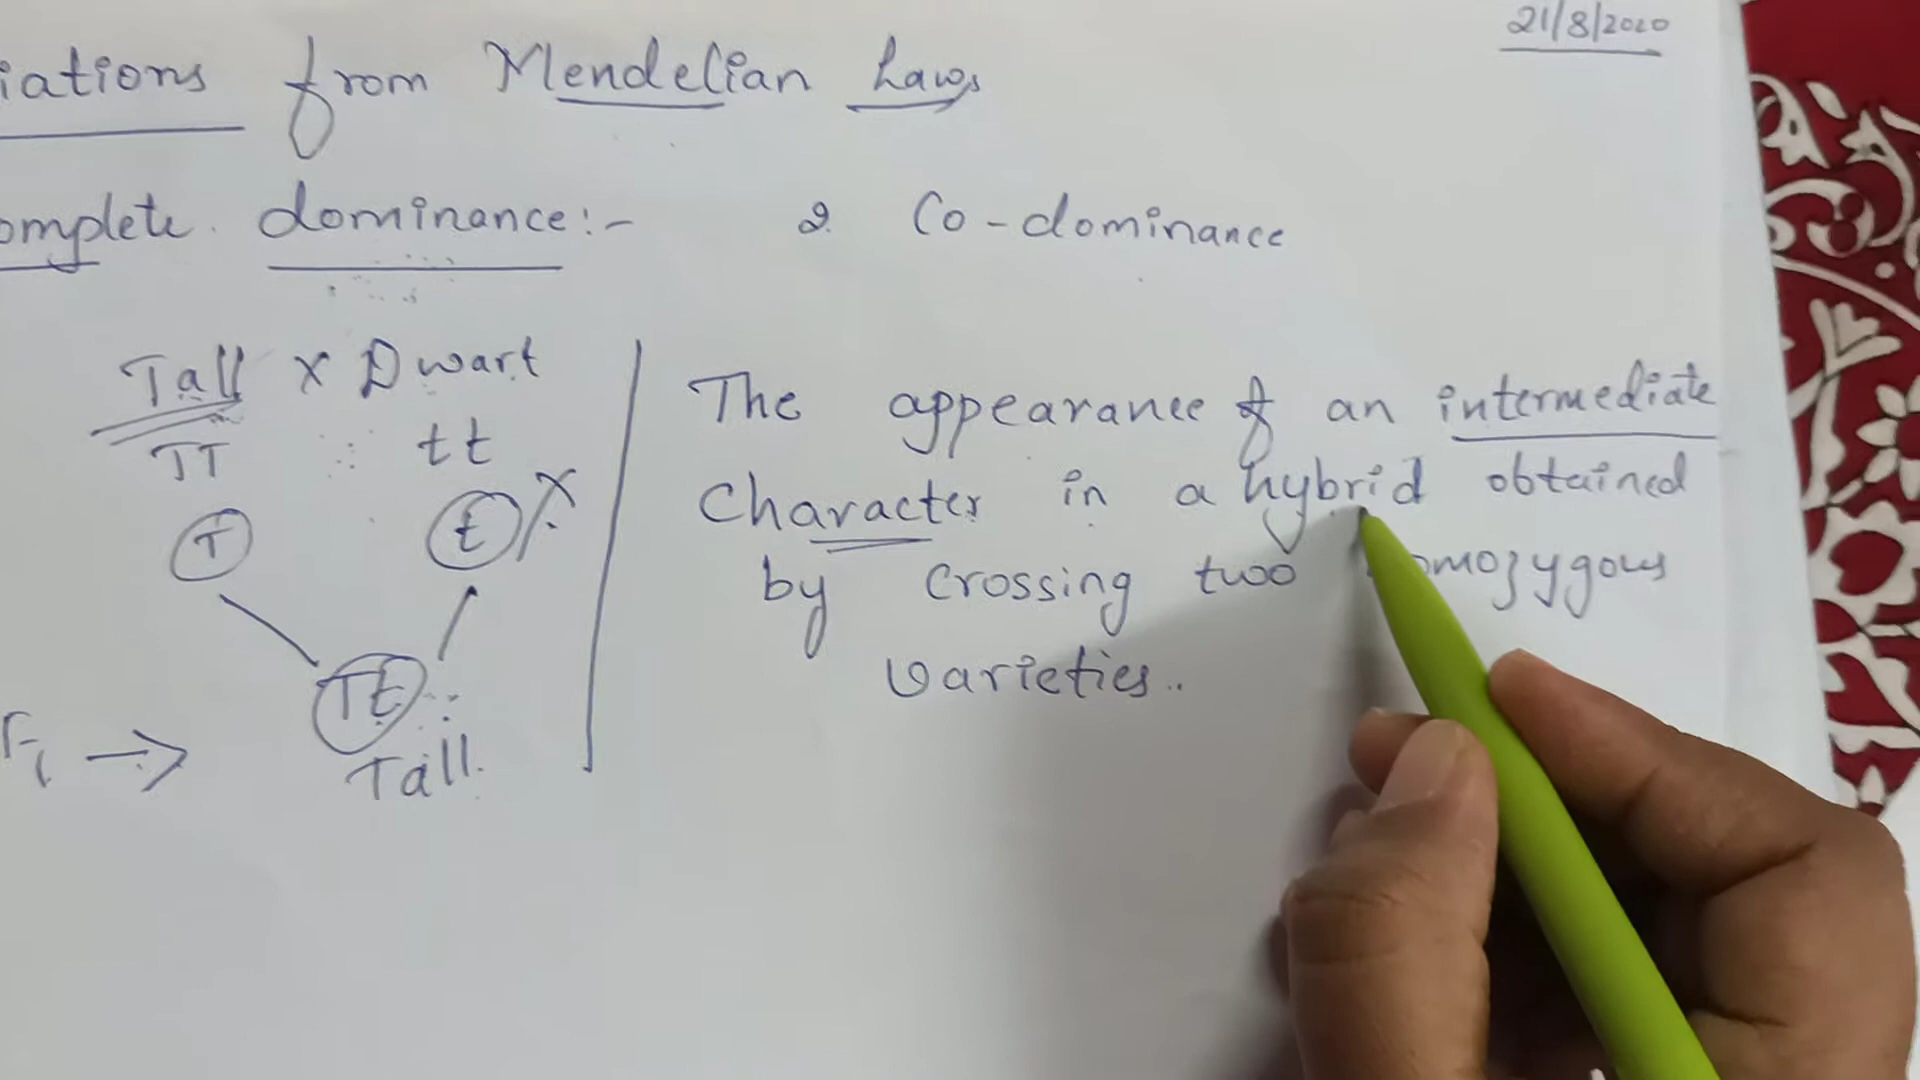 21/8/2020
iations from Mendelian Laws
omplete dominance:-
2. Co-dominance
Tall X Dwart
TT tt
T t X
Tt
F1 → Tall.
The appearance of an intermediate
Character in a hybrid obtained
by crossing two omozygous
varieties..